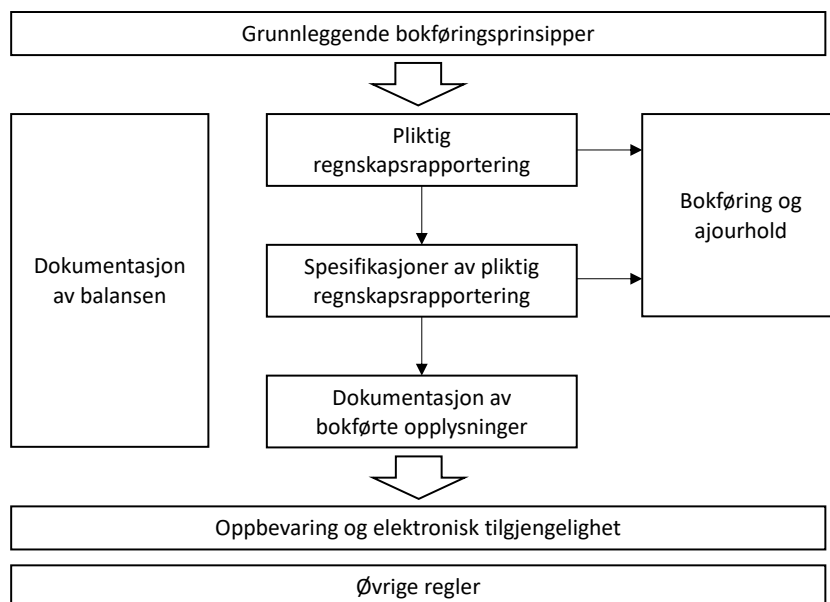 Grunnleggende bokføringsprinsipper
Pliktig
regnskapsrapportering
Bokføring og
ajourhold
Dokumentasjon
av balansen
Spesifikasjoner av pliktig
regnskapsrapportering
Dokumentasjon av
bokførte opplysninger
Oppbevaring og elektronisk tilgjengelighet
Øvrige regler